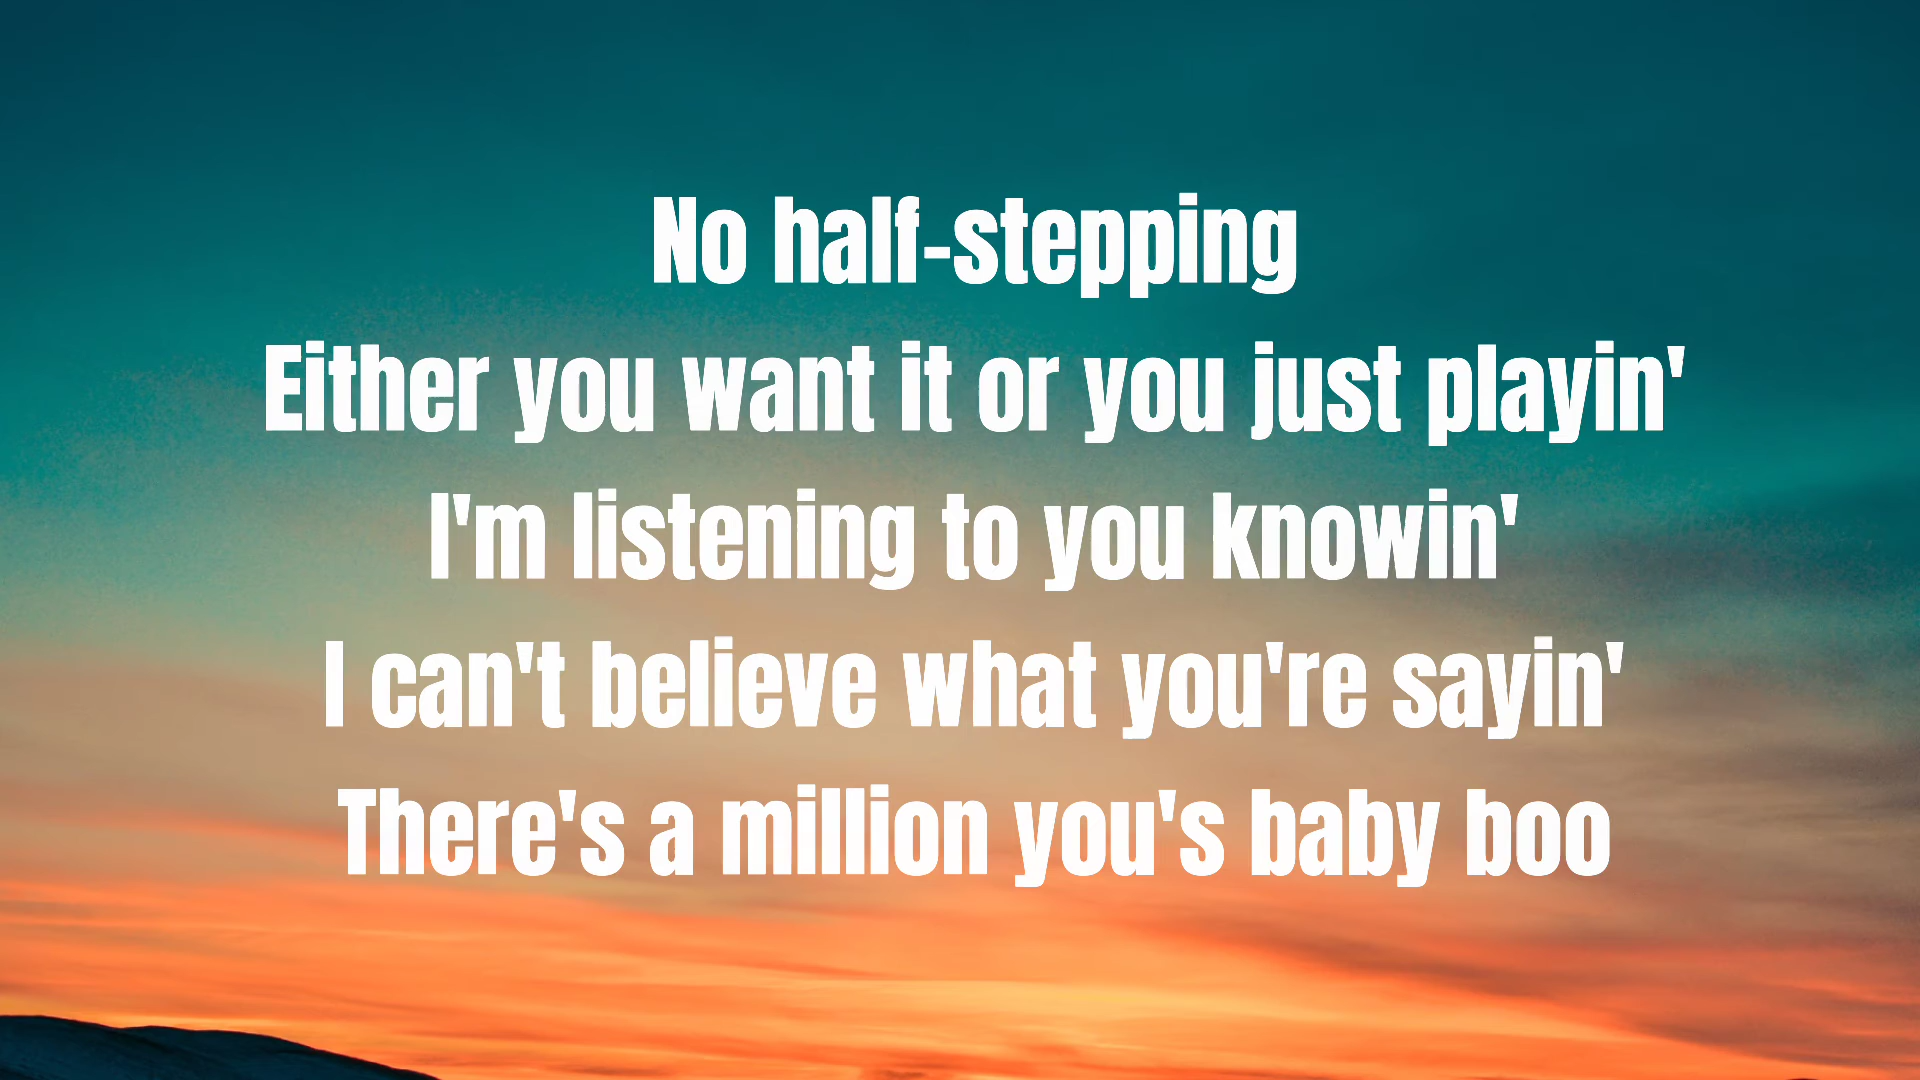 No half-stepping
Either you want it or you just playin'
I'm listening to you knowin'
I can't believe what you're sayin'
There's a million you's baby boo